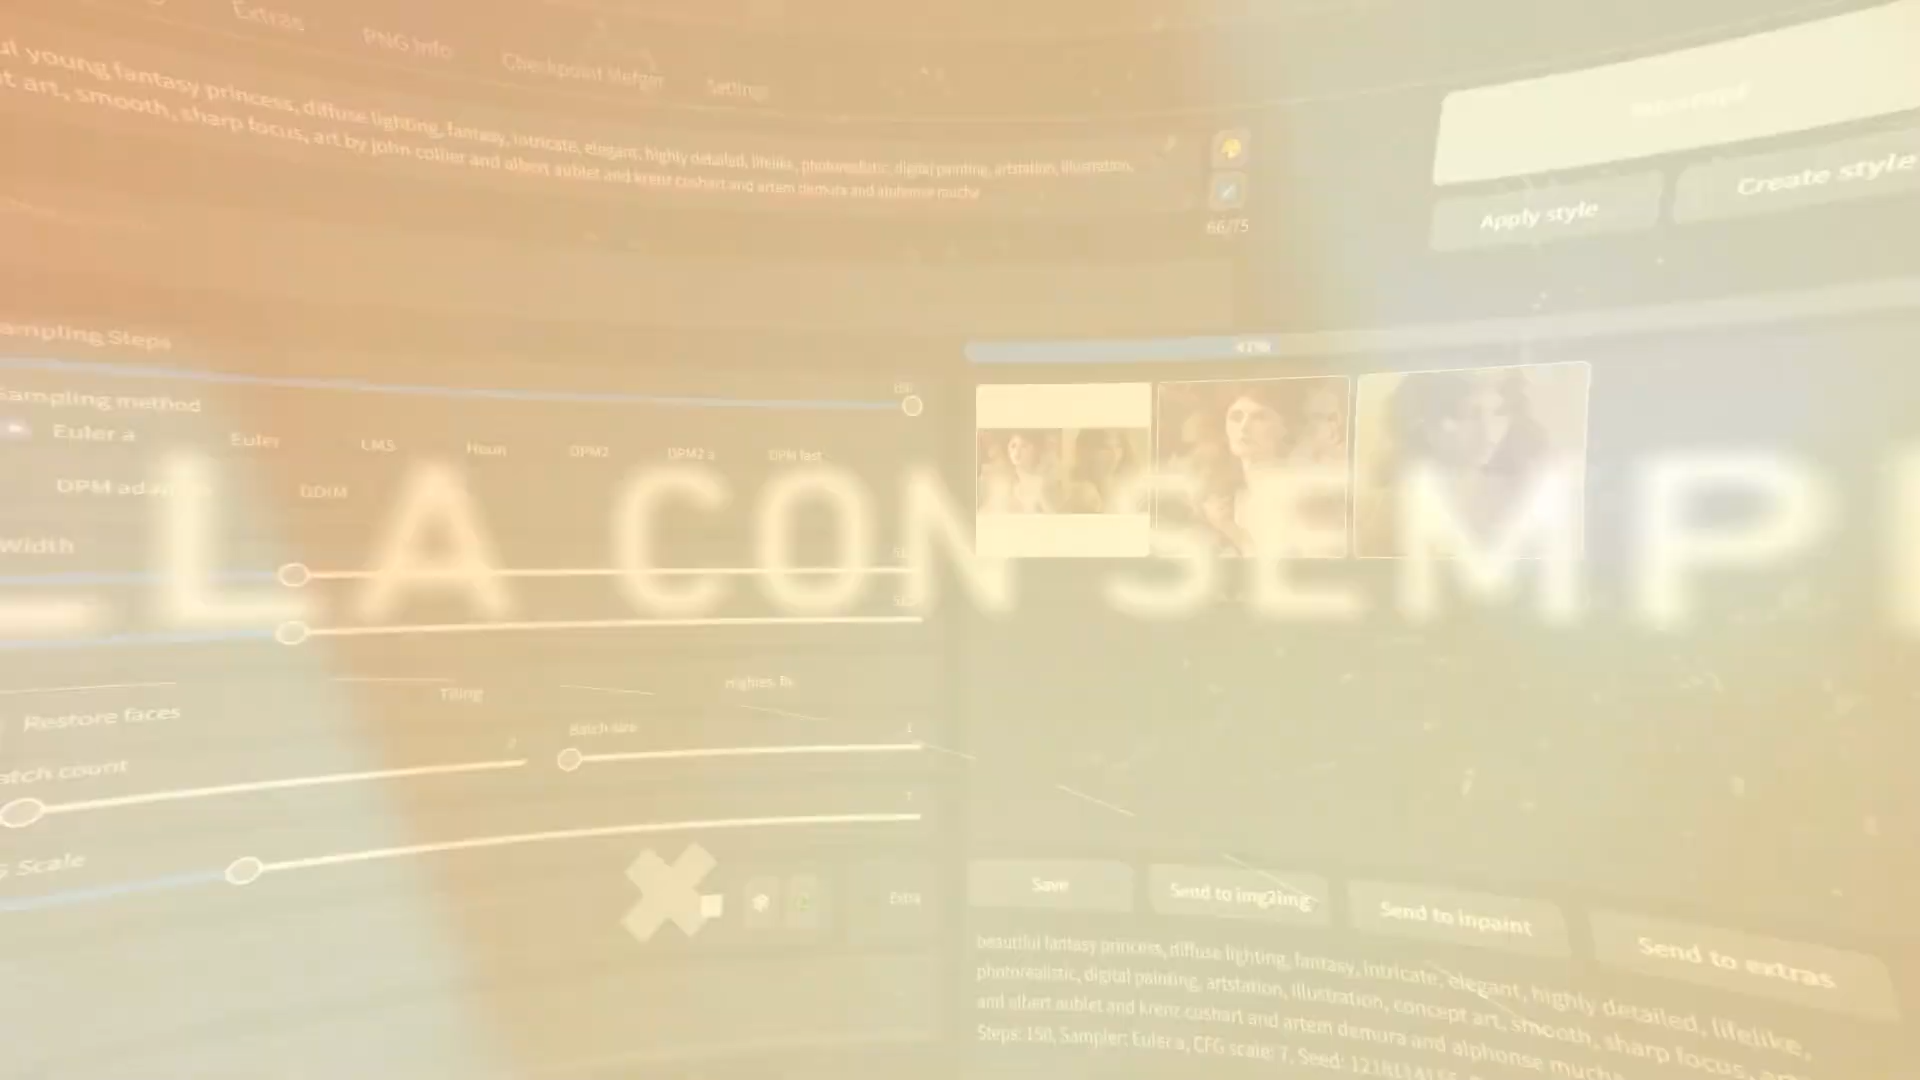 Extras
PNG Info
Checkpoint Merger
Settings
young fantasy princess, diffuse lighting, fantasy, intricate, elegant, highly detailed, lifelike, photorealistic, digital painting, artstation, illustration,
art, smooth, sharp focus, art by john collier and albert aublet and krenz cushart and artem demura and alphonse mucha
66/75
Apply style
Create style
Sampling Steps
Sampling method
Euler a
Euler
LMS
Heun
DPM2
DPM2 a
DPM fast
DDIM
LA CON SEMP
Width
Tiling
Highres. fix
Restore faces
Batch size
1
atch count
2
7
Scale
Extra
Save
Send to img2img
Send to inpaint
Send to extras
beautiful fantasy princess, diffuse lighting, fantasy, intricate, elegant, highly detailed, lifelike,
photorealistic, digital painting, artstation, illustration, concept art, smooth, sharp focus,
and albert aublet and krenz cushart and artem demura and alphonse mucha
Steps: 150, Sampler: Euler a, CFG scale: 7, Seed: